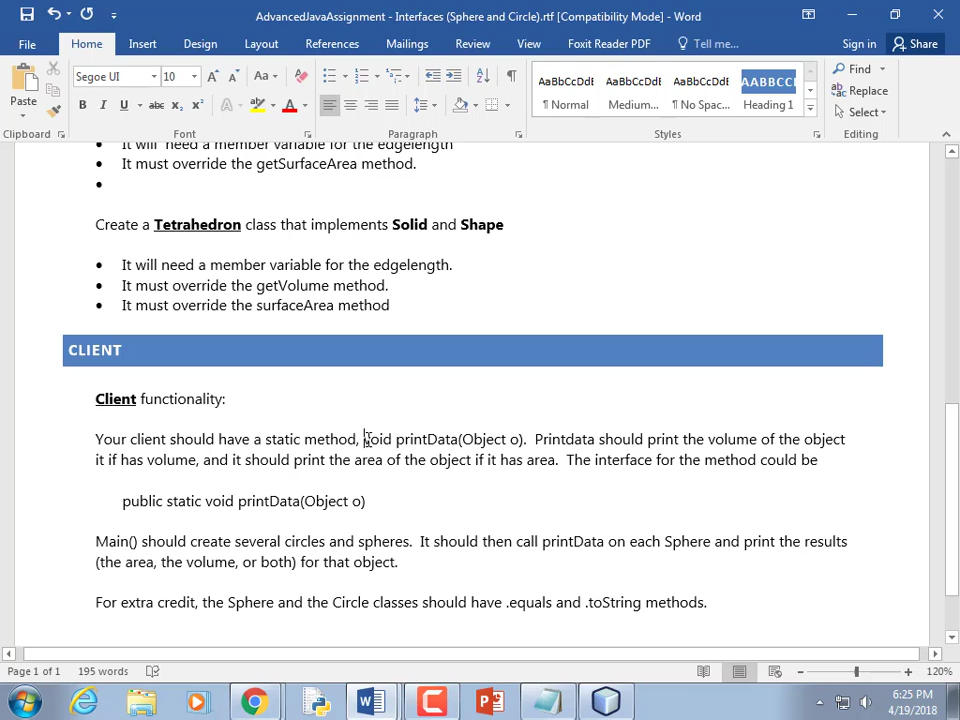 AdvancedJavaAssignment - Interfaces (Sphere and Circle).rtf [Compatibility Mode] - Word
File Home Insert Design Layout References Mailings Review View Foxit Reader PDF Tell me... Sign in Share
Segoe UI 10 Aa AaBbCcDdE AaBbCcDdE AaBbCcDdE AABBCCI Find
Paste Replace
B I U abc x₂ x² A ab A ¶ Normal Medium... ¶ No Spac... Heading 1 Select
Clipboard Font Paragraph Styles Editing
• It will  need a member variable for the edgelength
• It must override the getSurfaceArea method.
•
Create a Tetrahedron class that implements Solid and Shape
• It will need a member variable for the edgelength.
• It must override the getVolume method.
• It must override the surfaceArea method
CLIENT
Client functionality:
Your client should have a static method, void printData(Object o).  Printdata should print the volume of the object
it if has volume, and it should print the area of the object if it has area.  The interface for the method could be
public static void printData(Object o)
Main() should create several circles and spheres.  It should then call printData on each Sphere and print the results
(the area, the volume, or both) for that object.
For extra credit, the Sphere and the Circle classes should have .equals and .toString methods.
Page 1 of 1 195 words 120%
6:25 PM
4/19/2018